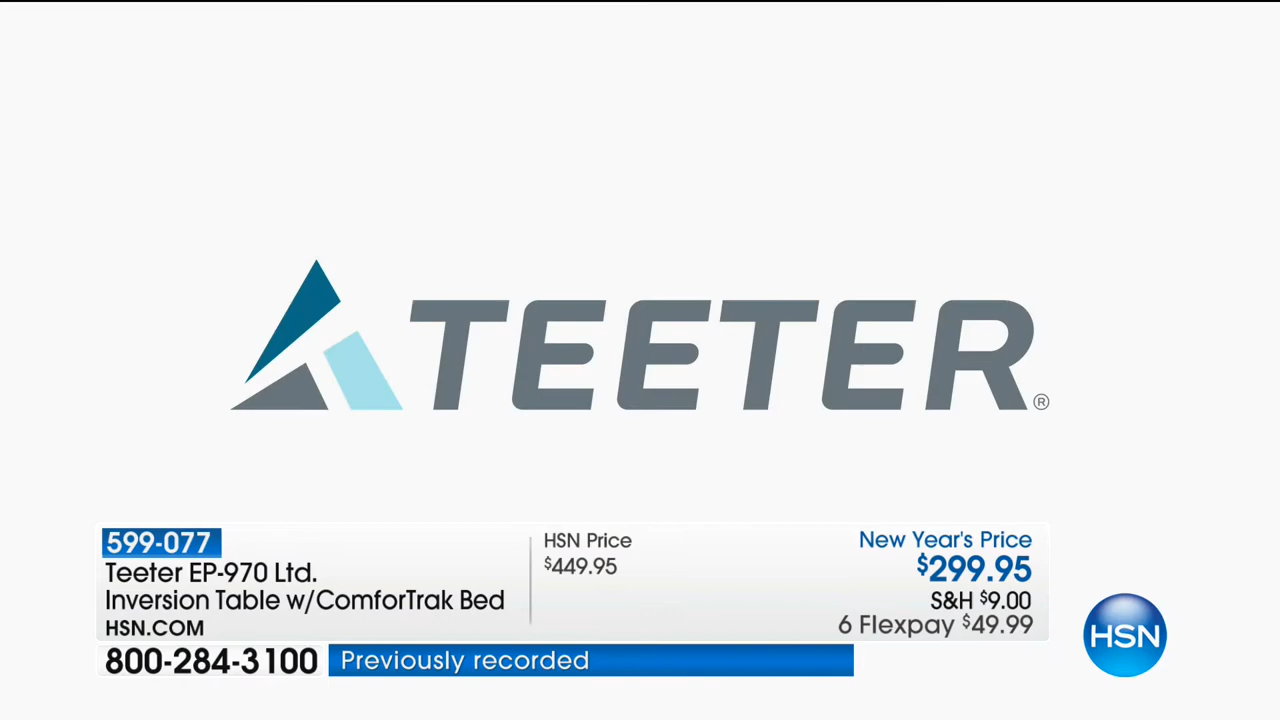 TEETER®
599-077
Teeter EP-970 Ltd.
Inversion Table w/ComforTrak Bed
HSN.COM
HSN Price
$449.95
New Year's Price
$299.95
S&H $9.00
6 Flexpay $49.99
800-284-3100
Previously recorded
HSN